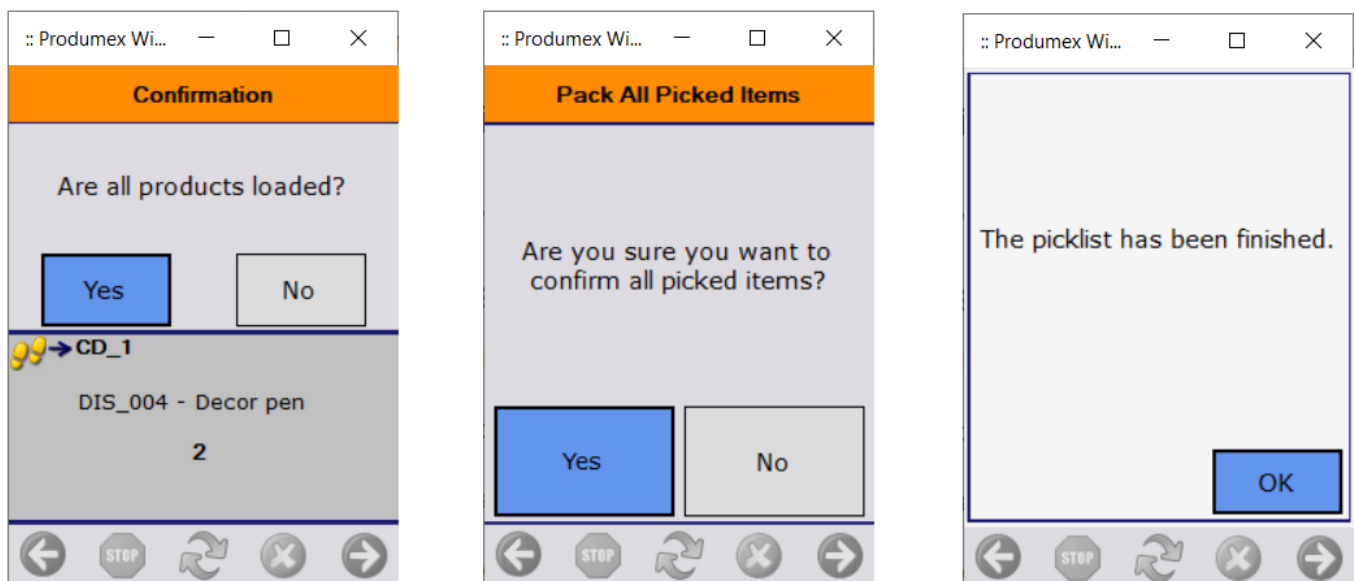 :: Produmex Wi...
Confirmation
Are all products loaded?
Yes
No
CD_1
DIS_004 - Decor pen
2
STOP
:: Produmex Wi...
Pack All Picked Items
Are you sure you want to
confirm all picked items?
Yes
No
STOP
:: Produmex Wi...
The picklist has been finished.
OK
STOP